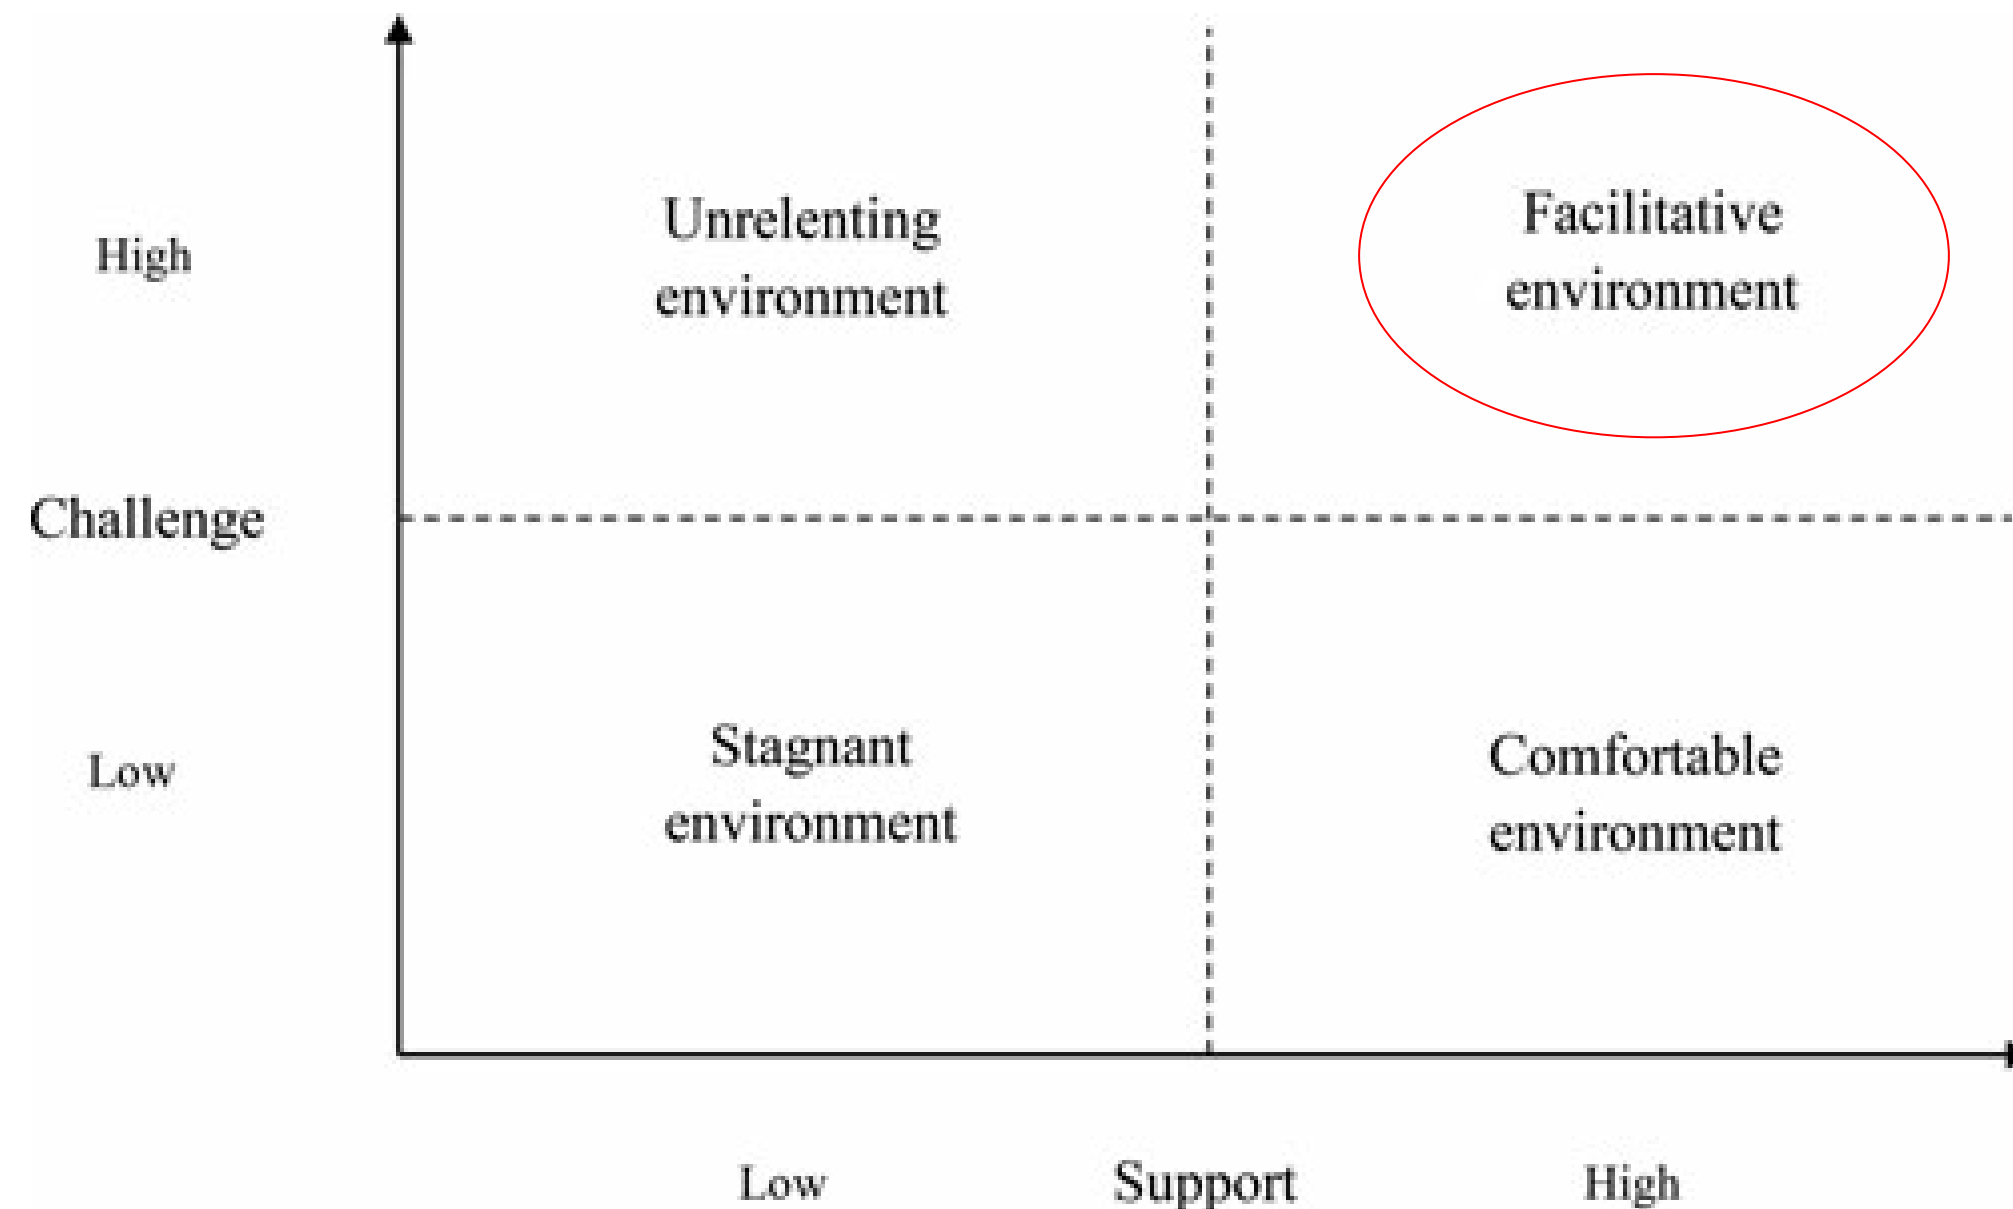 Unrelenting
environment
Facilitative
environment
High
Challenge
Stagnant
environment
Comfortable
environment
Low
Low
Support
High